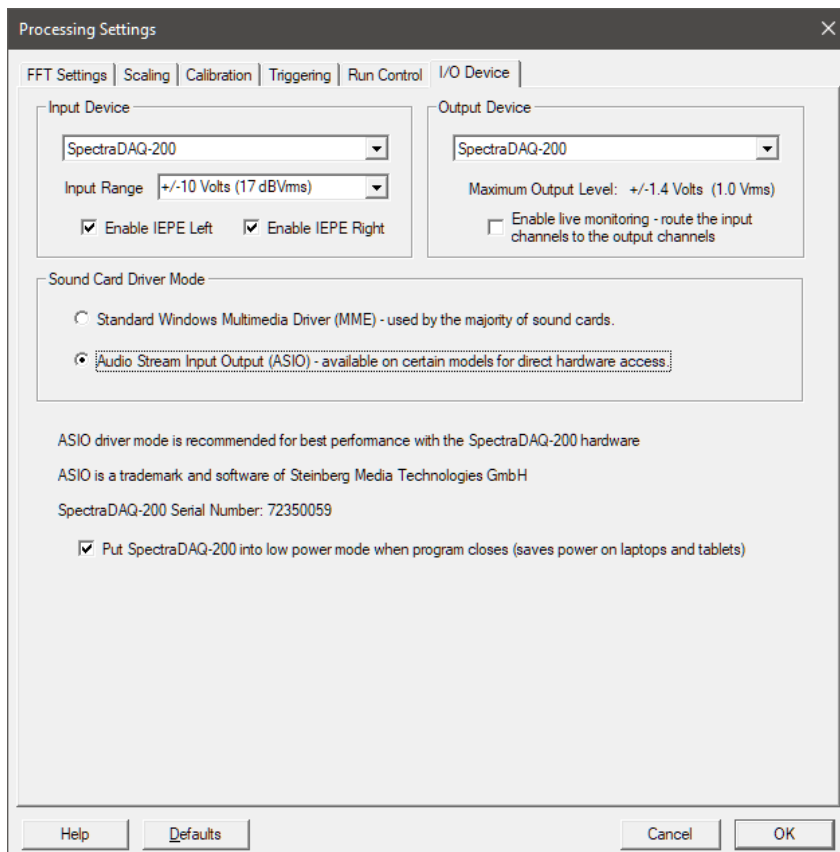 Processing Settings
FFT Settings
Scaling
Calibration
Triggering
Run Control
I/O Device
Input Device
SpectraDAQ-200
Input Range
+/-10 Volts (17 dBVrms)
Enable IEPE Left
Enable IEPE Right
Output Device
SpectraDAQ-200
Maximum Output Level: +/-1.4 Volts (1.0 Vrms)
Enable live monitoring - route the input
channels to the output channels
Sound Card Driver Mode
Standard Windows Multimedia Driver (MME) - used by the majority of sound cards.
Audio Stream Input Output (ASIO) - available on certain models for direct hardware access.
ASIO driver mode is recommended for best performance with the SpectraDAQ-200 hardware
ASIO is a trademark and software of Steinberg Media Technologies GmbH
SpectraDAQ-200 Serial Number: 72350059
Put SpectraDAQ-200 into low power mode when program closes (saves power on laptops and tablets)
Help
Defaults
Cancel
OK